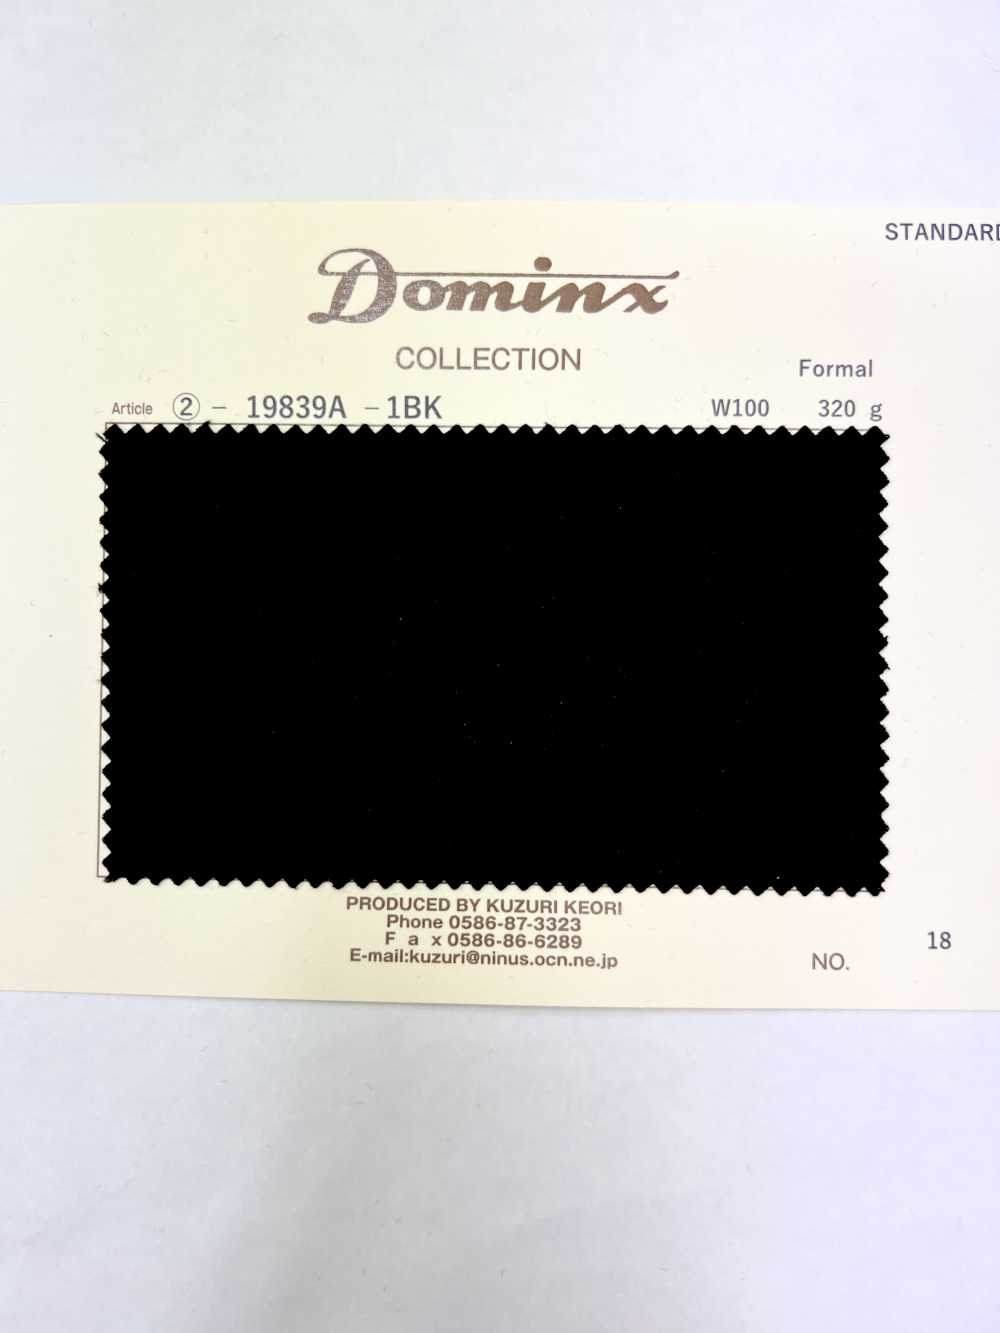 STANDARD
Dominx
COLLECTION
Formal
Article ② - 19839A - 1BK W100 320 g
PRODUCED BY KUZURI KEORI
Phone 0586-87-3323
F a x 0586-86-6289
E-mail:kuzuri@ninus.ocn.ne.jp
NO. 18